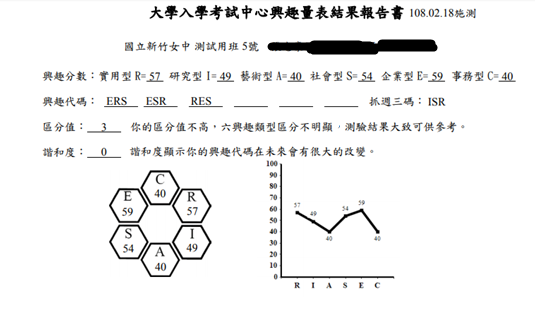 大學入學考試中心興趣量表結果報告書 108.02.18施測
國立新竹女中 測試用班 5號
興趣分數：實用型 R= 57 研究型 I= 49 藝術型 A= 40 社會型 S= 54 企業型 E= 59 事務型 C= 40
興趣代碼： ERS ESR RES 抓週三碼：ISR
區分值： 3 你的區分值不高，六興趣類型區分不明顯，測驗結果大致可供參考。
諧和度： 0 諧和度顯示你的興趣代碼在未來會有很大的改變。
C
40
E
59
R
57
S
54
I
49
A
40
100
90
80
70
60
50
40
30
20
10
0
57
49
40
54
59
40
R I A S E C